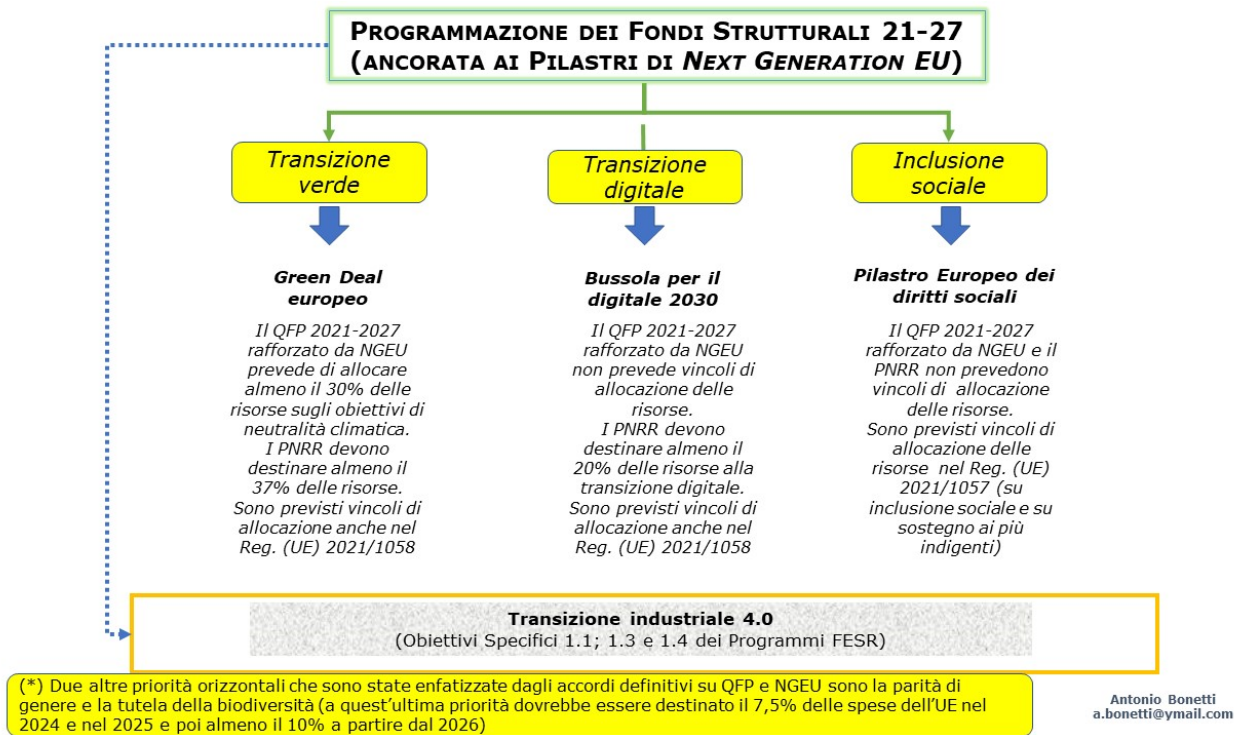 PROGRAMMAZIONE DEI FONDI STRUTTURALI 21-27
(ANCORATA AI PILASTRI DI NEXT GENERATION EU)
Transizione
verde
Green Deal
europeo
Il QFP 2021-2027
rafforzato da NGEU
prevede di allocare
almeno il 30% delle
risorse sugli obiettivi di
neutralità climatica.
I PNRR devono
destinare almeno il
37% delle risorse.
Sono previsti vincoli di
allocazione anche nel
Reg. (UE) 2021/1058
Transizione
digitale
Bussola per il
digitale 2030
Il QFP 2021-2027
rafforzato da NGEU
non prevede vincoli di
allocazione delle
risorse.
I PNRR devono
destinare almeno il
20% delle risorse alla
transizione digitale.
Sono previsti vincoli di
allocazione anche nel
Reg. (UE) 2021/1058
Inclusione
sociale
Pilastro Europeo dei
diritti sociali
Il QFP 2021-2027
rafforzato da NGEU e il
PNRR non prevedono
vincoli di allocazione
delle risorse.
Sono previsti vincoli di
allocazione delle
risorse nel Reg. (UE)
2021/1057 (su
inclusione sociale e su
sostegno ai più
indigenti)
Transizione industriale 4.0
(Obiettivi Specifici 1.1; 1.3 e 1.4 dei Programmi FESR)
(*) Due altre priorità orizzontali che sono state enfatizzate dagli accordi definitivi su QFP e NGEU sono la parità di
genere e la tutela della biodiversità (a quest'ultima priorità dovrebbe essere destinato il 7,5% delle spese dell'UE nel
2024 e nel 2025 e poi almeno il 10% a partire dal 2026)
Antonio Bonetti
a.bonetti@ymail.com